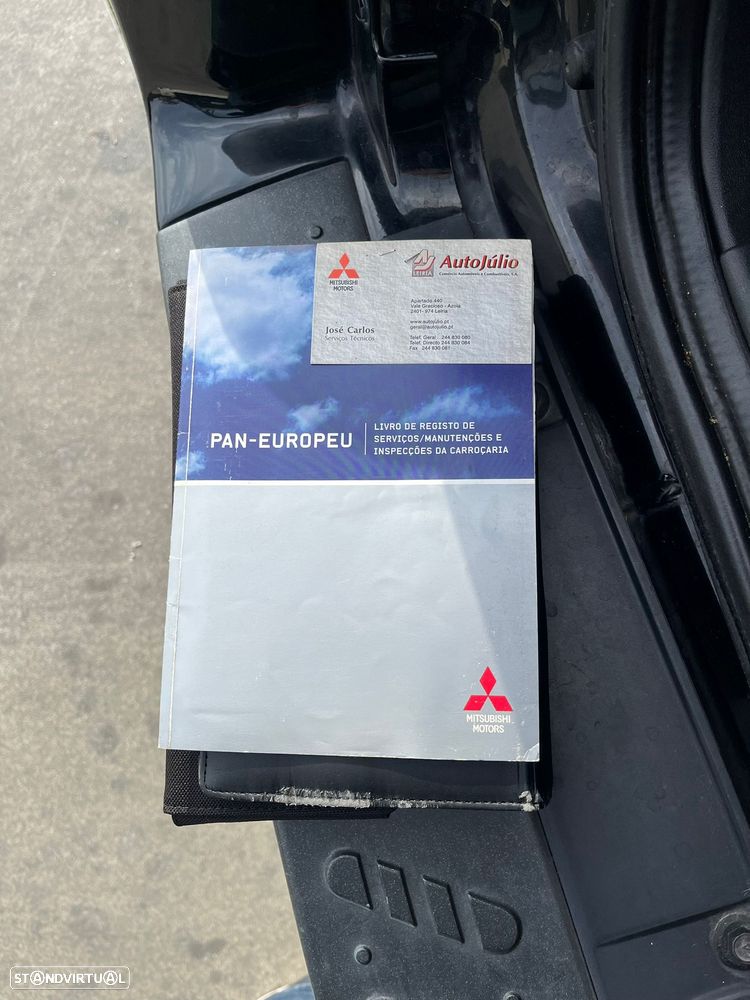 MITSUBISHI
MOTORS
LEIRIA
AutoJúlio
Comércio Automóveis e Combustíveis, S.A.
José Carlos
Serviços Técnicos
Apartado 440
Vale Gracioso - Azoia
2401- 974 Leiria
www.autojulio.pt
geral@autojulio.pt
Telef. Geral . 244 830 080
Telef. Directo 244 830 084
Fax 244 830 081
PAN-EUROPEU
LIVRO DE REGISTO DE
SERVIÇOS/MANUTENÇÕES E
INSPECÇÕES DA CARROÇARIA
MITSUBISHI
MOTORS
STANDVIRTUAL